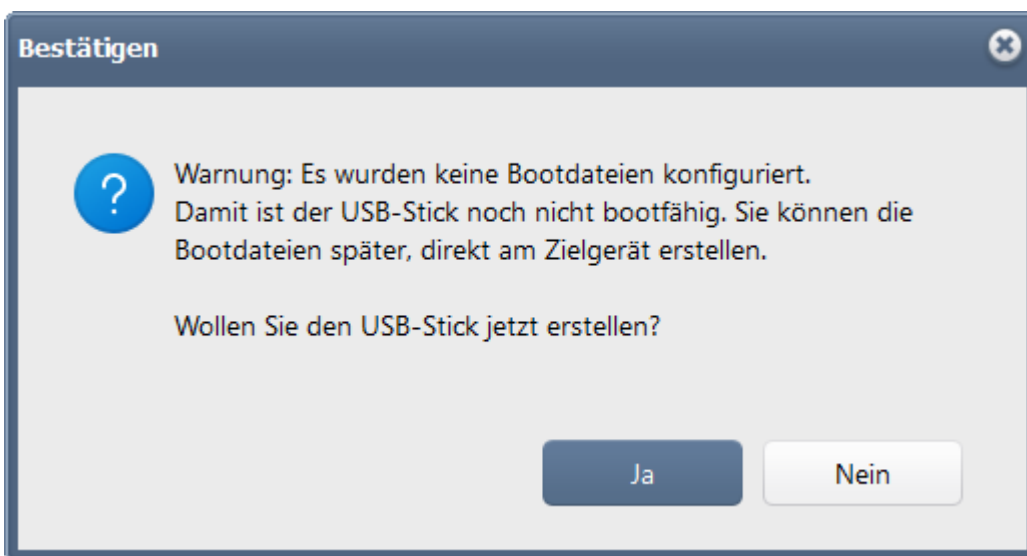 Bestätigen
Warnung: Es wurden keine Bootdateien konfiguriert.
Damit ist der USB-Stick noch nicht bootfähig. Sie können die
Bootdateien später, direkt am Zielgerät erstellen.
Wollen Sie den USB-Stick jetzt erstellen?
Ja
Nein